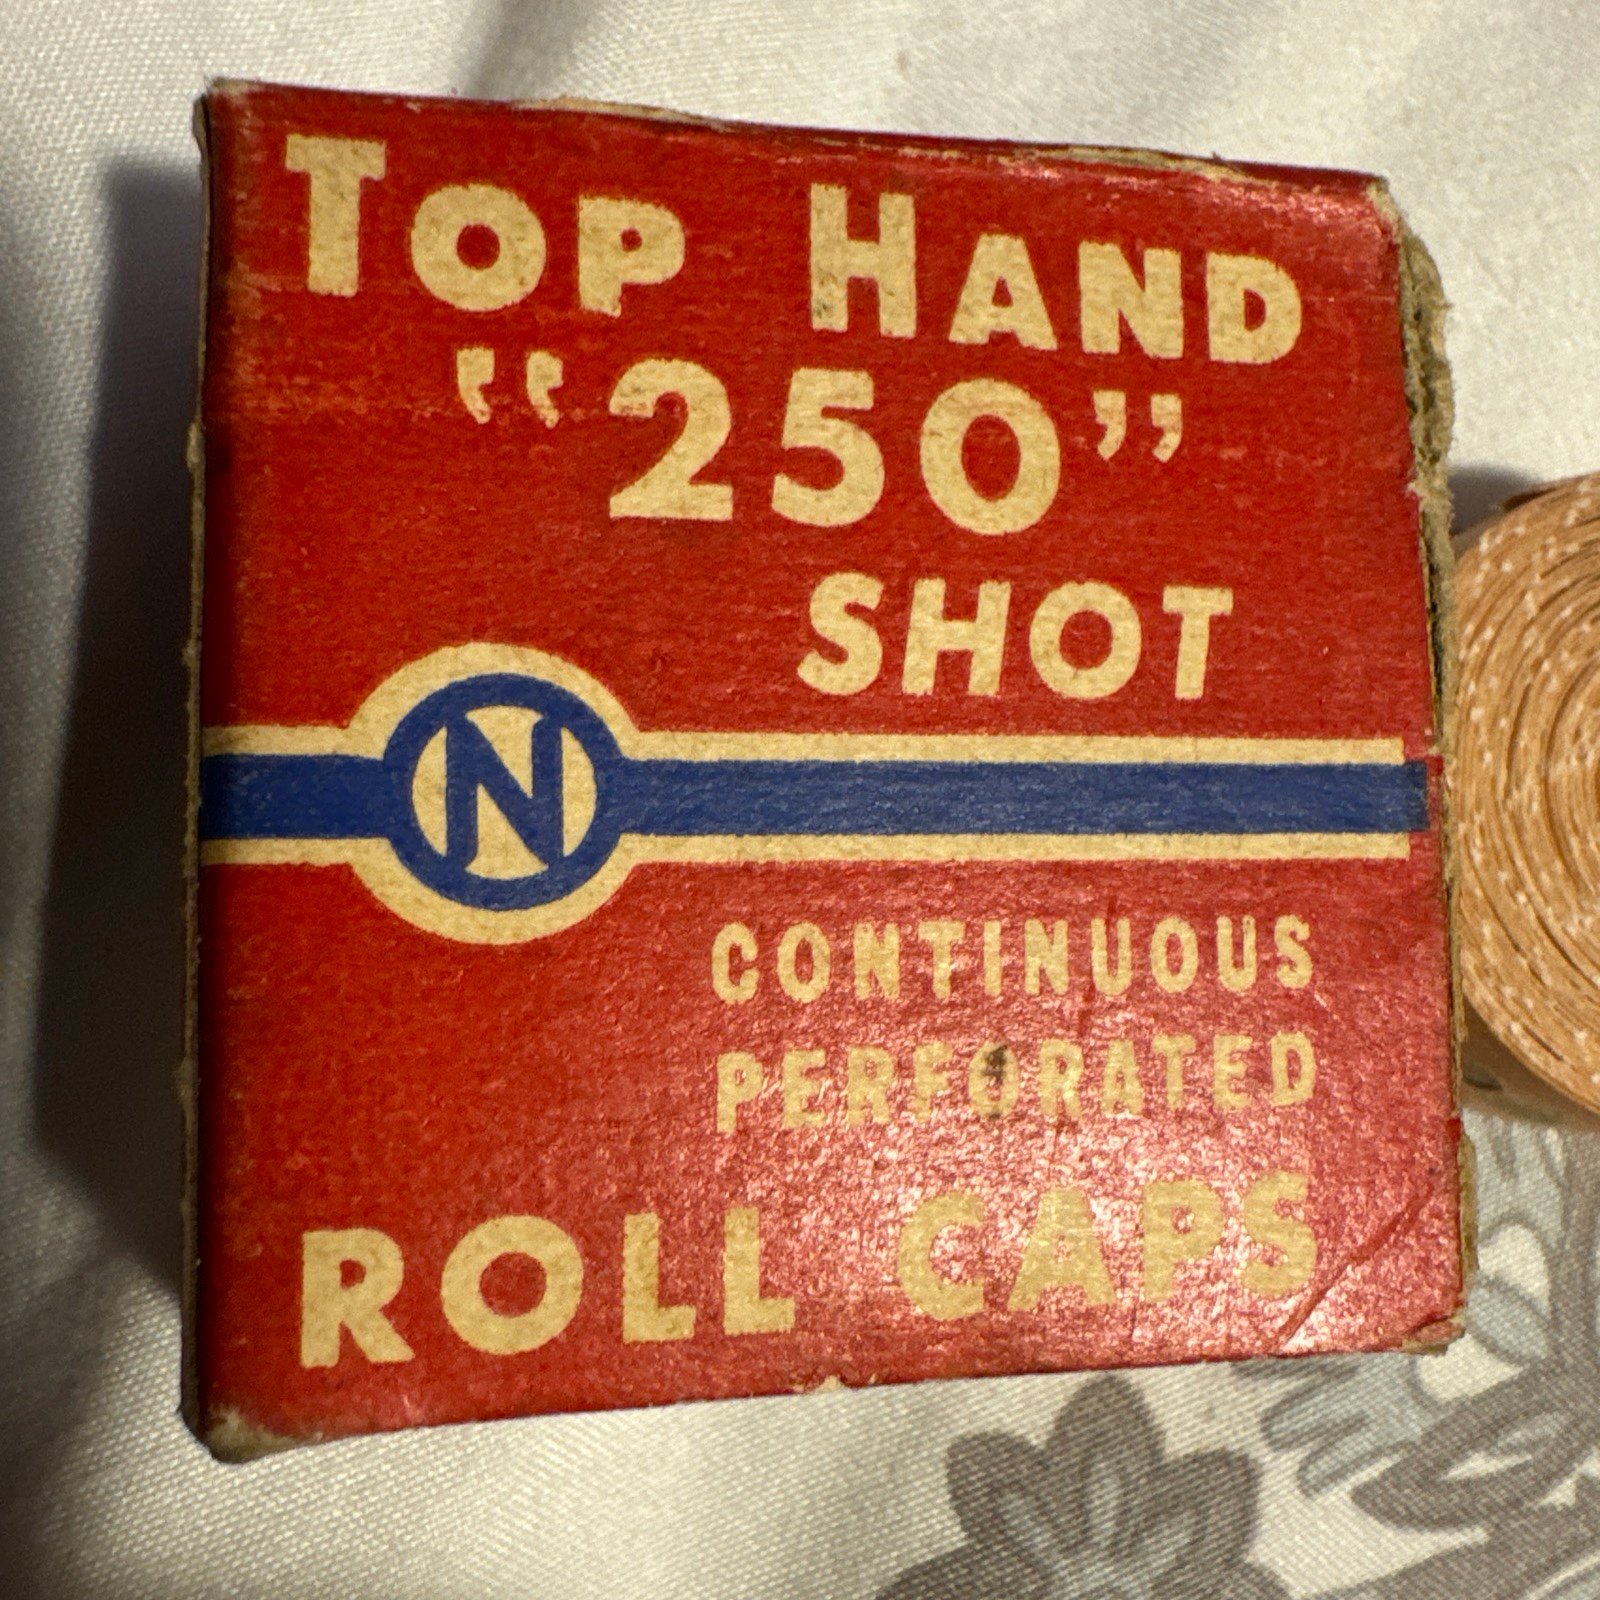 TOP HAND
“250”
SHOT
N
CONTINUOUS
PERFORATED
ROLL CAPS